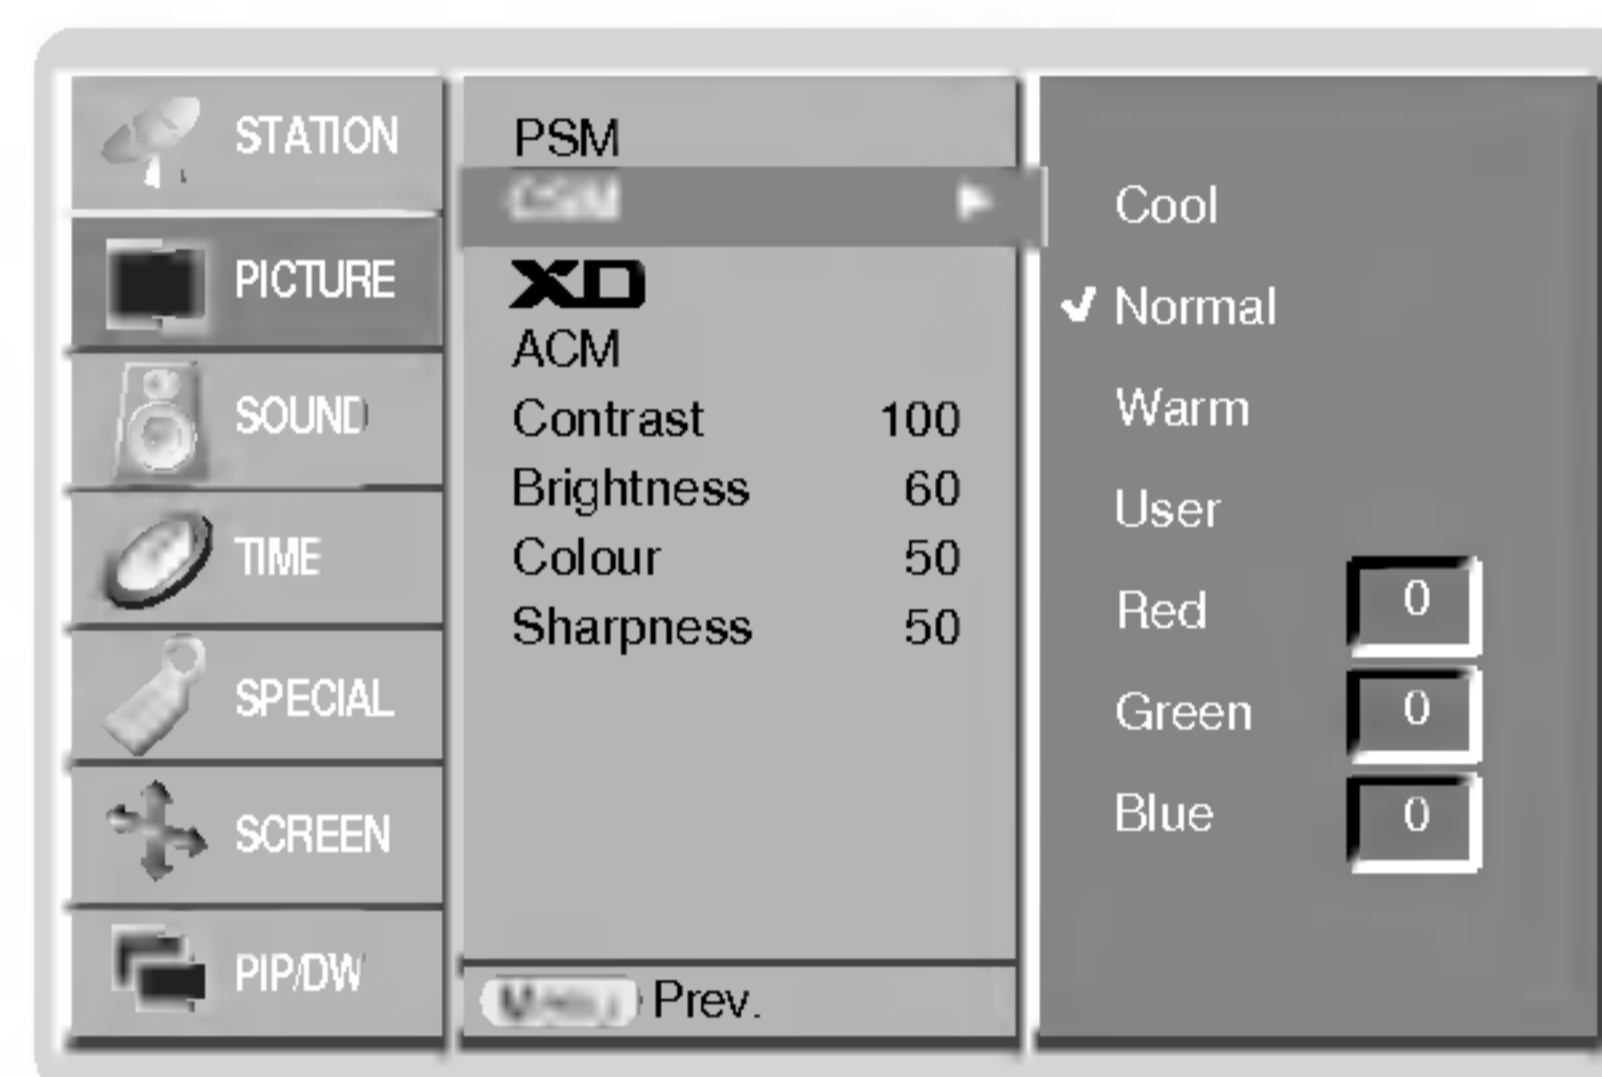 STATION
PICTURE
SOUND
TIME
SPECIAL
SCREEN
PIP/DW
PSM
CSM
XD
ACM
Contrast 100
Brightness 60
Colour 50
Sharpness 50
Prev.
Cool
Normal
Warm
User
Red 0
Green 0
Blue 0